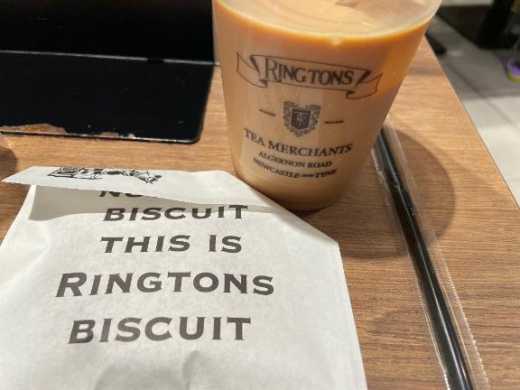 RINGTONS
TEA MERCHANTS
ALGERNON ROAD
NEWCASTLE UPON TYNE
BISCUIT
THIS IS
RINGTONS
BISCUIT